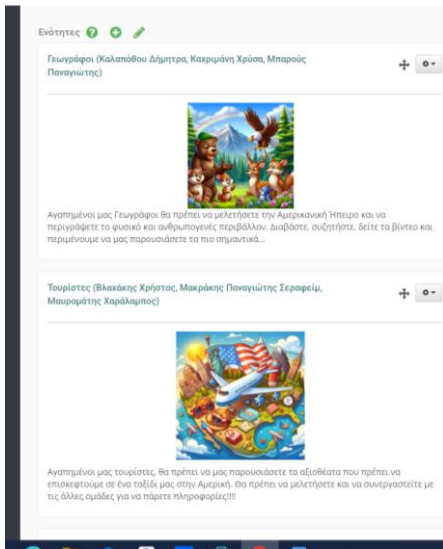 Ενότητες
Γεωγράφοι (Καλαπόθου Δήμητρα, Καχριμάνη Χρύσα, Μπαρούς
Παναγιώτης)
Αγαπημένοι μας Γεωγράφοι θα πρέπει να μελετήσετε την Αμερικανική Ήπειρο και να
περιγράψετε το φυσικό και ανθρωπογενές περιβάλλον. Διαβάστε, συζητήστε, δείτε τα βίντεο και
περιμένουμε να μας παρουσιάσετε τα πιο σημαντικά...
Τουρίστες (Βλαχάκης Χρήστος, Μακράκης Παναγιώτης Σεραφείμ,
Μαυρομάτης Χαράλαμπος)
Αγαπημένοι μας τουρίστες, θα πρέπει να μας παρουσιάσετε τα αξιοθέατα που πρέπει να
επισκεφτούμε σε ένα ταξίδι μας στην Αμερική. Θα πρέπει να μελετήσετε και να συνεργαστείτε με
τις άλλες ομάδες για να πάρετε πληροφορίες!!!!